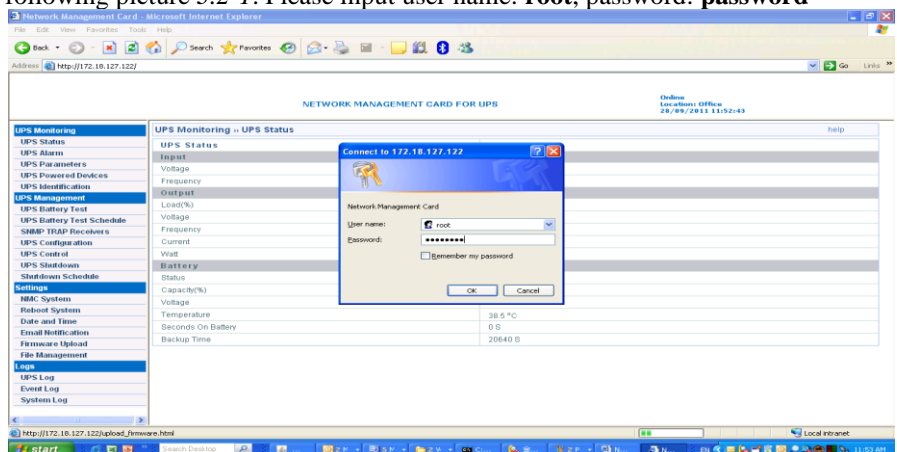 following picture 3.2-1. Please input user name: root, password: password
Network Management Card - Microsoft Internet Explorer
File Edit View Favorites Tools Help
Back Search Favorites
Address http://172.18.127.122/ Go Links »
NETWORK MANAGEMENT CARD FOR UPS
Online
Location: Office
28/09/2011 11:52:43
UPS Monitoring
UPS Status
UPS Alarm
UPS Parameters
UPS Powered Devices
UPS Identification
UPS Management
UPS Battery Test
UPS Battery Test Schedule
SNMP TRAP Receivers
UPS Configuration
UPS Control
UPS Shutdown
Shutdown Schedule
Settings
NMC System
Reboot System
Date and Time
Email Notification
Firmware Upload
File Management
Logs
UPS Log
Event Log
System Log
UPS Monitoring » UPS Status help
UPS Status
Input
Voltage
Frequency
Output
Load(%)
Voltage
Frequency
Current
Watt
Battery
Status
Capacity(%)
Voltage
Temperature 38.5 °C
Seconds On Battery 0 S
Backup Time 20640 S
Connect to 172.18.127.122
Network Management Card
User name: root
Password: ••••••••
Remember my password
OK Cancel
http://172.18.127.122/upload_firmware.html Local intranet
start Search Desktop EN 11:53 AM